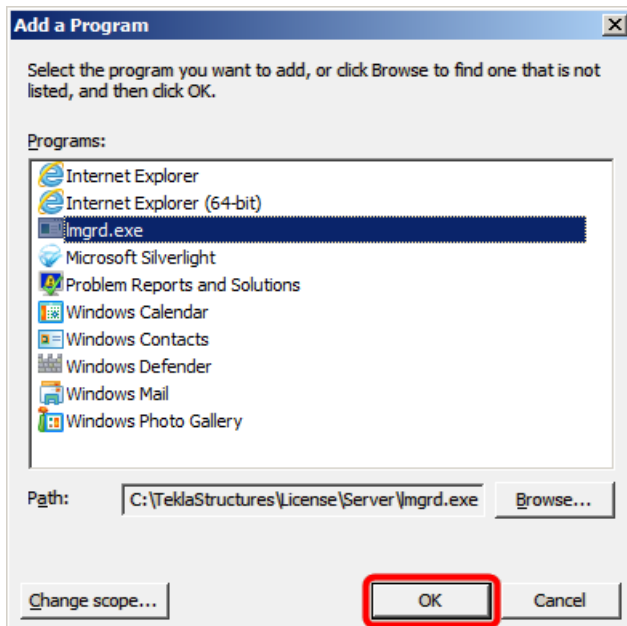 Add a Program
Select the program you want to add, or click Browse to find one that is not
listed, and then click OK.
Programs:
Internet Explorer
Internet Explorer (64-bit)
lmgrd.exe
Microsoft Silverlight
Problem Reports and Solutions
Windows Calendar
Windows Contacts
Windows Defender
Windows Mail
Windows Photo Gallery
Path: C:\TeklaStructures\License\Server\lmgrd.exe Browse...
Change scope... OK Cancel